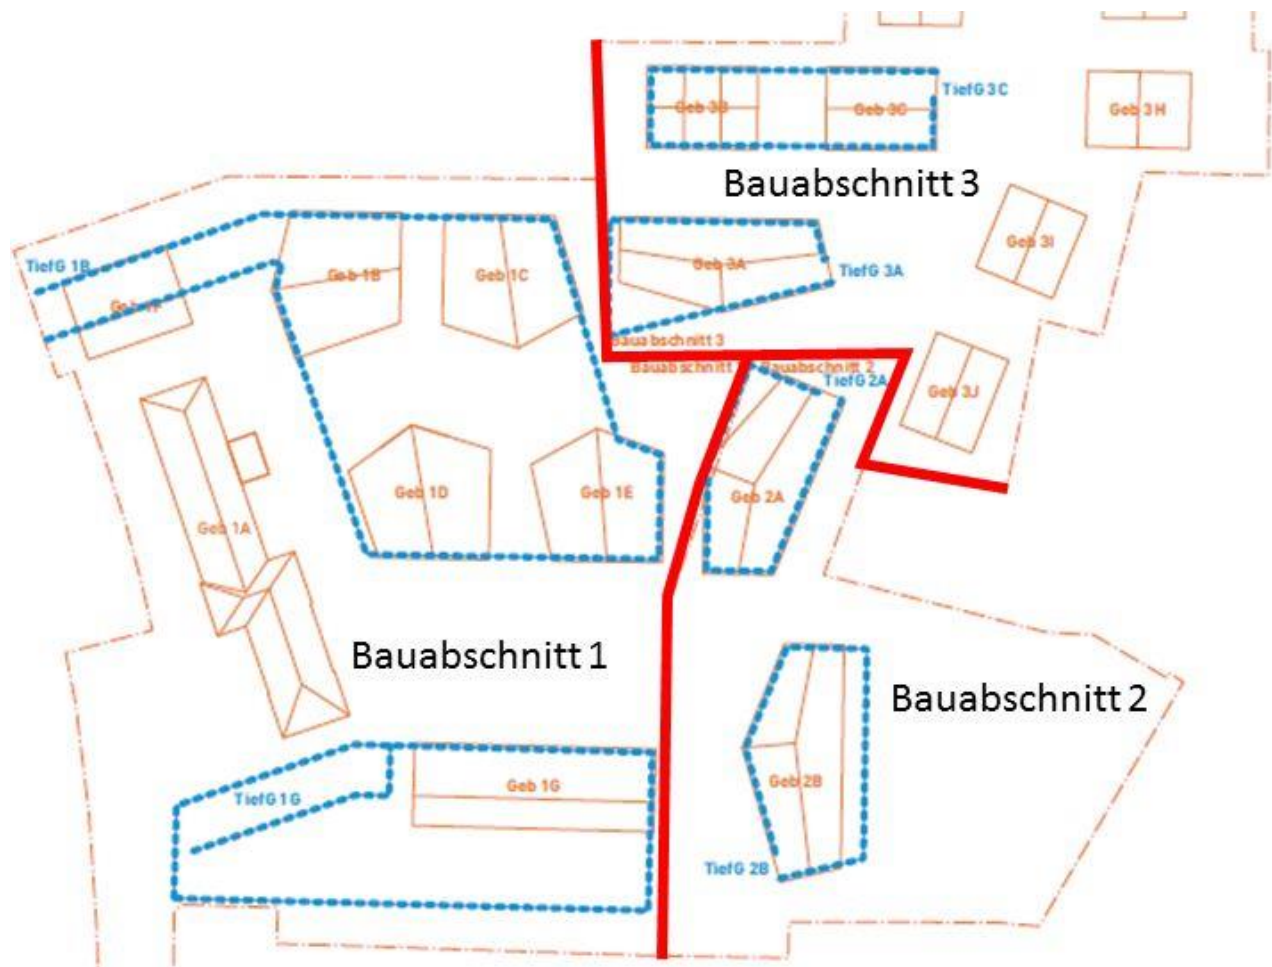 TiefG 3C
Geb 3B
Geb 3C
Geb 3H
Bauabschnitt 3
Geb 3I
Geb 3A
TiefG 3A
TiefG 1B
Geb 1B
Geb 1C
Geb 1F
Bauabschnitt 3
Bauabschnitt
Bauabschnitt 2
TiefG 2A
Geb 3J
Geb 1D
Geb 1E
Geb 2A
Geb 1A
Bauabschnitt 1
Bauabschnitt 2
Geb 1G
TiefG 1G
Geb 2B
TiefG 2B